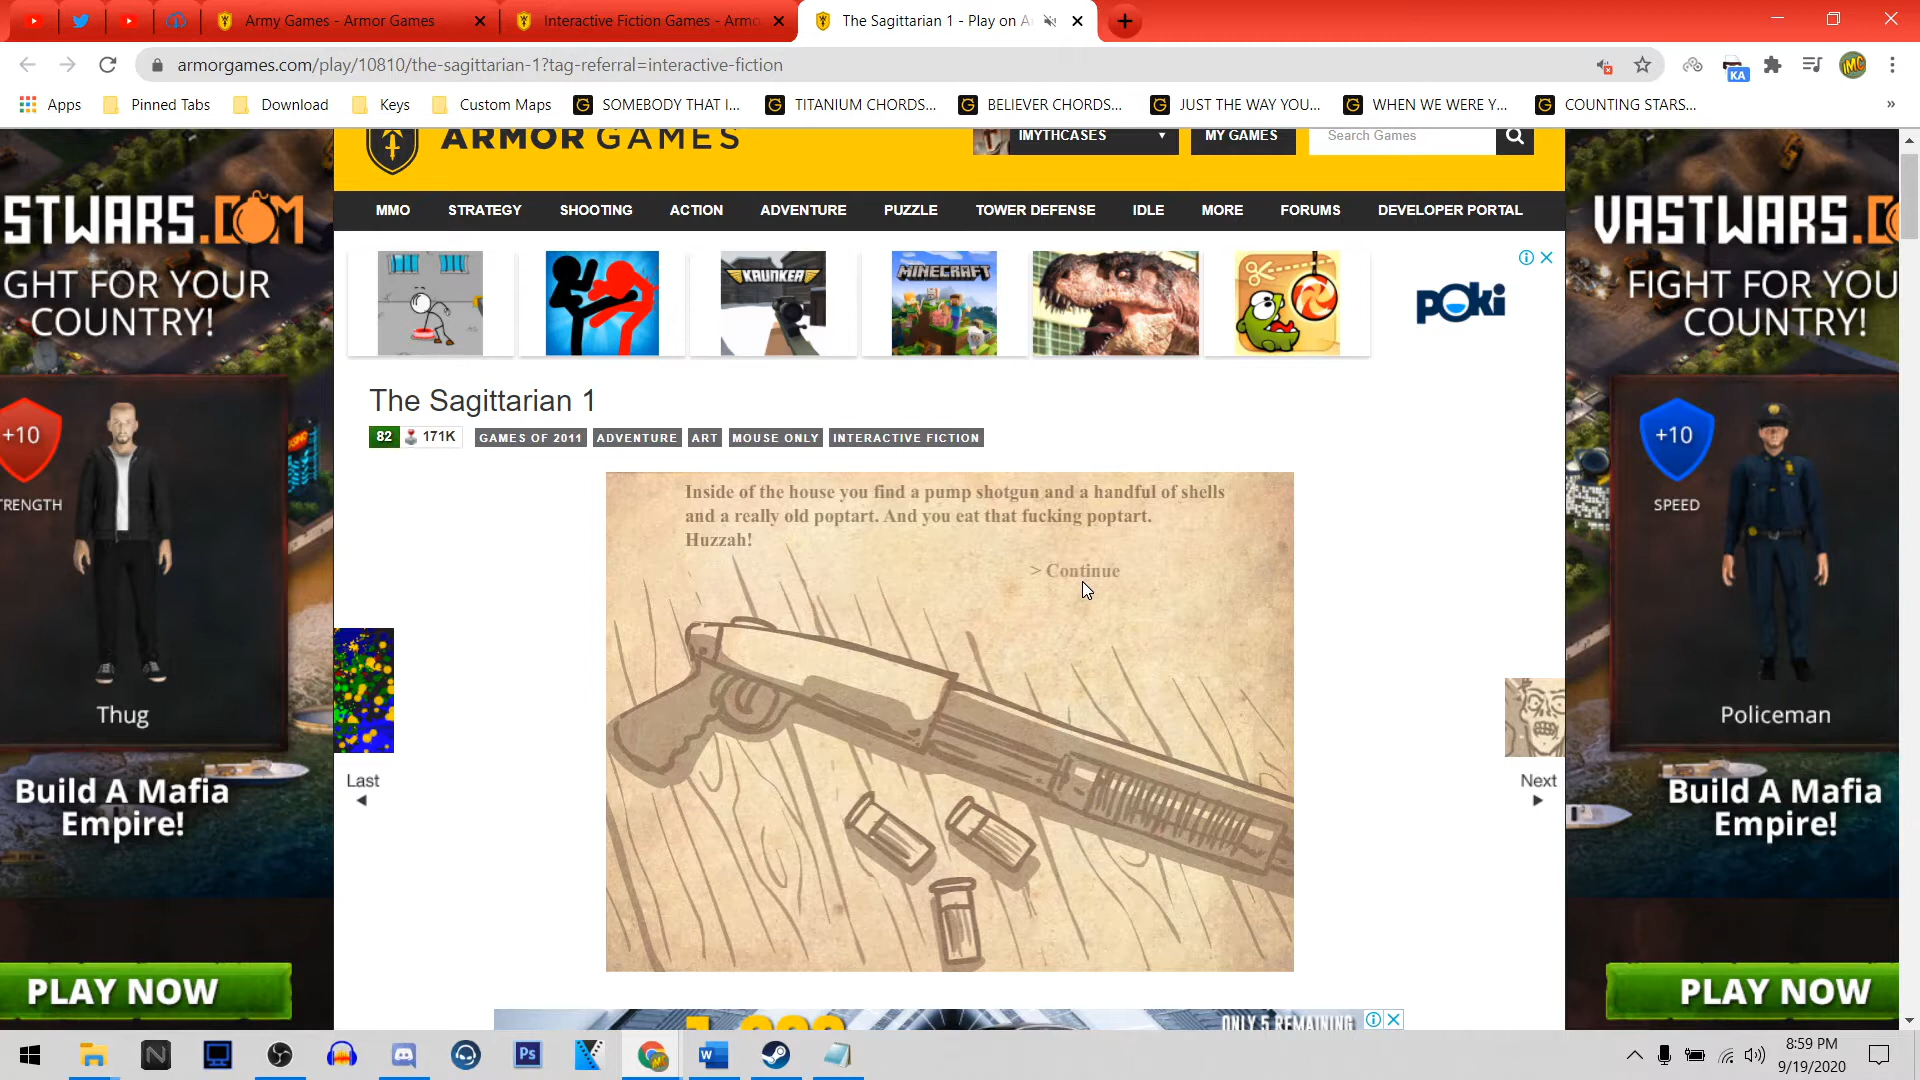 Army Games - Armor Games
Interactive Fiction Games - Armo
The Sagittarian 1 - Play on A
armorgames.com/play/10810/the-sagittarian-1?tag-referral=interactive-fiction
KA
IMC
Apps
Pinned Tabs
Download
Keys
Custom Maps
SOMEBODY THAT I...
TITANIUM CHORDS...
BELIEVER CHORDS...
JUST THE WAY YOU...
WHEN WE WERE Y...
COUNTING STARS...
»
ARMOR GAMES
IMYTHCASES
MY GAMES
Search Games
MMO
STRATEGY
SHOOTING
ACTION
ADVENTURE
PUZZLE
TOWER DEFENSE
IDLE
MORE
FORUMS
DEVELOPER PORTAL
KRUNKER
MINECRAFT
POKI
STWARS.COM
GHT FOR YOUR
COUNTRY!
+10
TRENGTH
Thug
Build A Mafia
Empire!
PLAY NOW
The Sagittarian 1
82
171K
GAMES OF 2011
ADVENTURE
ART
MOUSE ONLY
INTERACTIVE FICTION
Inside of the house you find a pump shotgun and a handful of shells
and a really old poptart. And you eat that fucking poptart.
Huzzah!
> Continue
Last
Next
VASTWARS.C
FIGHT FOR YOU
COUNTRY!
+10
SPEED
Policeman
Build A Mafia
Empire!
PLAY NOW
ONLY 5 REMAINING
Ps
8:59 PM
9/19/2020